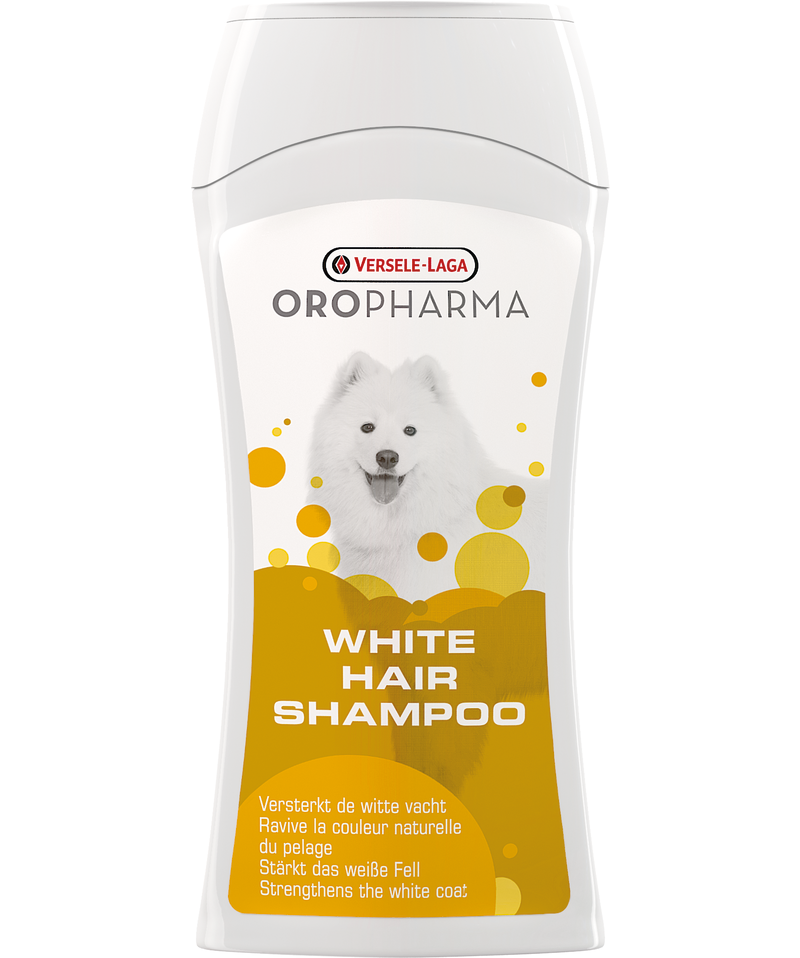 VERSELE-LAGA
OROPHARMA
WHITE
HAIR
SHAMPOO
Versterkt de witte vacht
Ravive la couleur naturelle
du pelage
Stärkt das weiße Fell
Strengthens the white coat